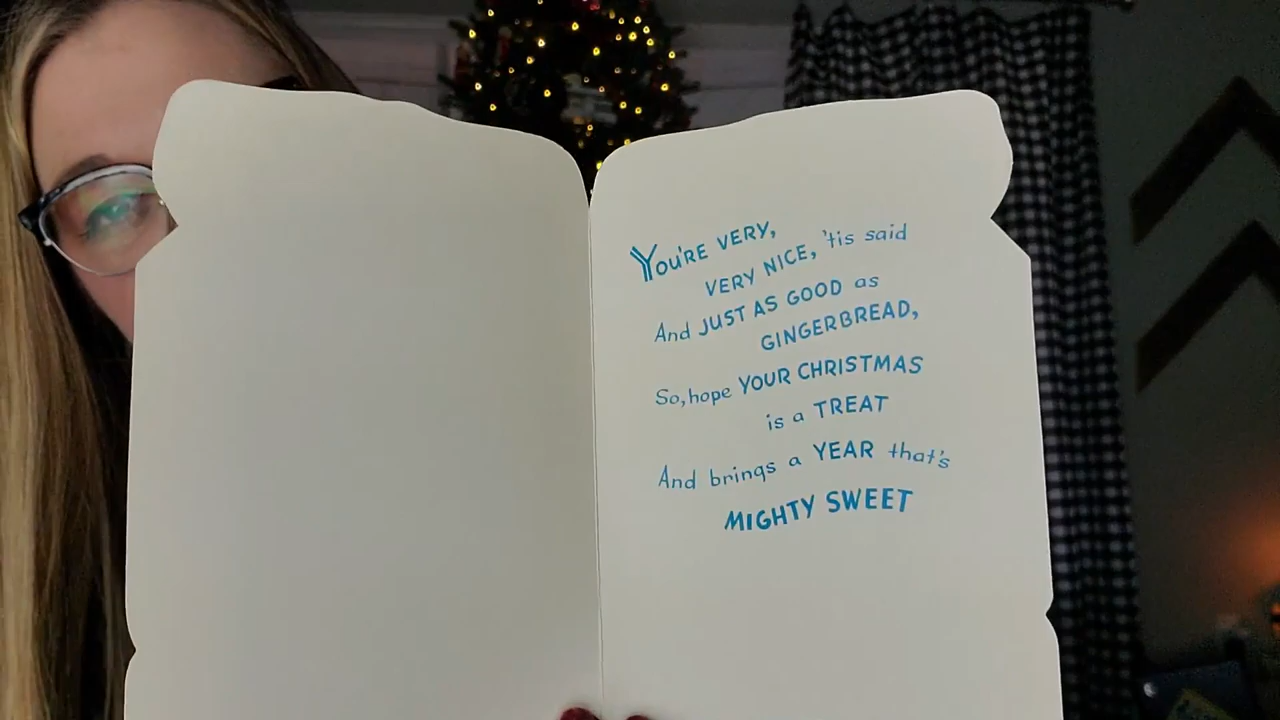 You're VERY,
VERY NICE, 'tis said
And JUST AS GOOD as
GINGERBREAD,
So, hope YOUR CHRISTMAS
is a TREAT
And brings a YEAR that's
MIGHTY SWEET